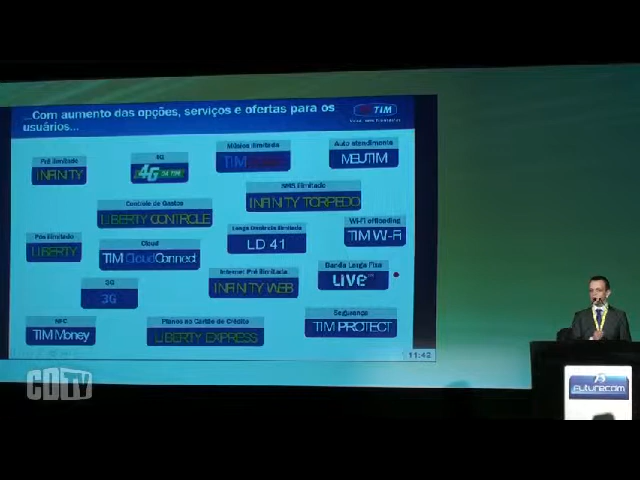 ...Com aumento das opções, serviços e ofertas para os
usuários...
TIM
Pré Ilimitado
INFINITY
4G
4G
Música Ilimitada
TIM
Auto atendimento
MEUTIM
SMS Ilimitado
INFINITY TORPEDO
Controle de Gastos
LIBERTY CONTROLE
Longa Distância Ilimitada
LD 41
Wi-Fi offloading
TIM Wi-Fi
Pós Ilimitado
LIBERTY
Cloud
TIM CloudConnect
Internet Pré Ilimitada
INFINITY WEB
Banda Larga Fixa
LIVE
3G
3G
NFC
TIM Money
Planos no Cartão de Crédito
LIBERTY EXPRESS
Segurança
TIM PROTECT
11:43
CDTV
15
FUTURECOM